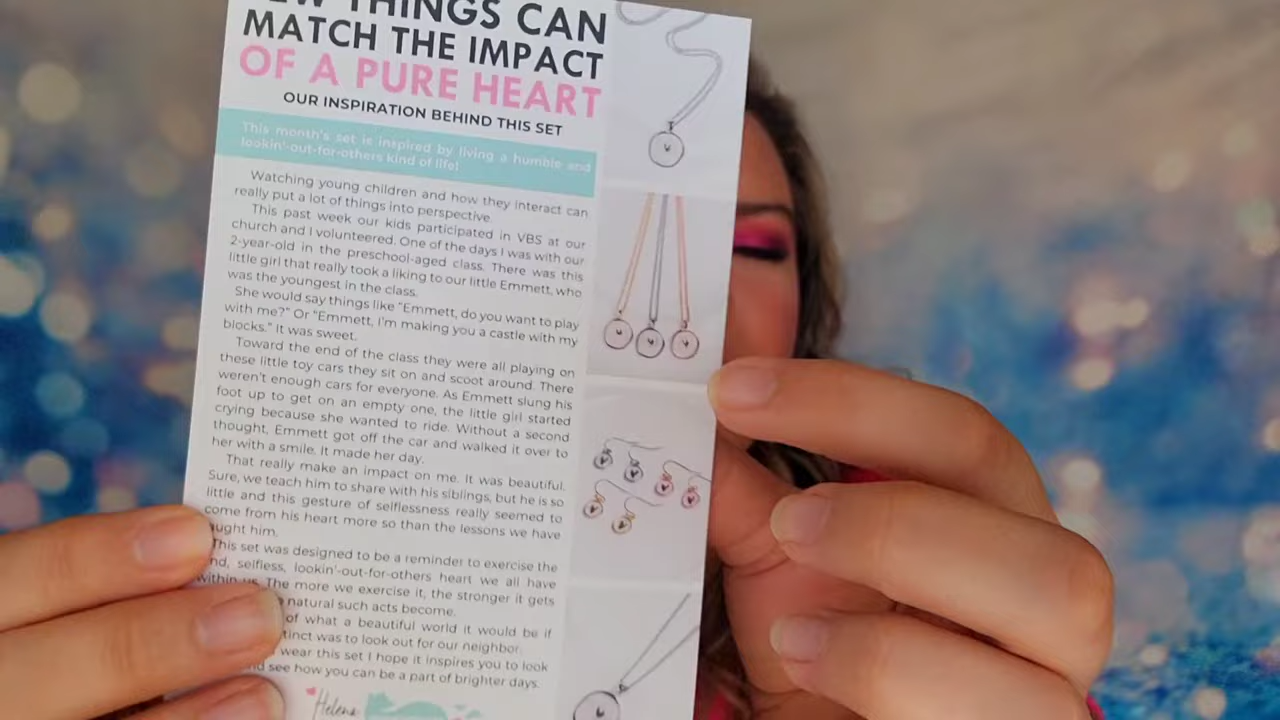 THINGS CAN
MATCH THE IMPACT
OF A PURE HEART
OUR INSPIRATION BEHIND THIS SET
This month's set is inspired by living a humble and
lookin'-out-for-others kind of life!
Watching young children and how they interact can
really put a lot of things into perspective.
This past week our kids participated in VBS at our
church and I volunteered. One of the days I was with our
2-year-old in the preschool-aged class. There was this
little girl that really took a liking to our little Emmett, who
was the youngest in the class.
She would say things like "Emmett, do you want to play
with me?" Or "Emmett, I'm making you a castle with my
blocks." It was sweet.
Toward the end of the class they were all playing on
these little toy cars they sit on and scoot around. There
weren't enough cars for everyone. As Emmett slung his
foot up to get on an empty one, the little girl started
crying because she wanted to ride. Without a second
thought, Emmett got off the car and walked it over to
her with a smile. It made her day.
That really make an impact on me. It was beautiful.
Sure, we teach him to share with his siblings, but he is so
little and this gesture of selflessness really seemed to
come from his heart more so than the lessons we have
him.
This set was designed to be a reminder to exercise the
selfless, lookin'-out-for-others heart we all have
within us. The more we exercise it, the stronger it gets
natural such acts become.
of what a beautiful world it would be if
was to look out for our neighbor.
wear this set I hope it inspires you to look
see how you can be a part of brighter days.
Helena